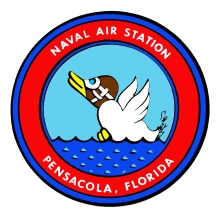 NAVAL AIR STATION
PENSACOLA, FLORIDA